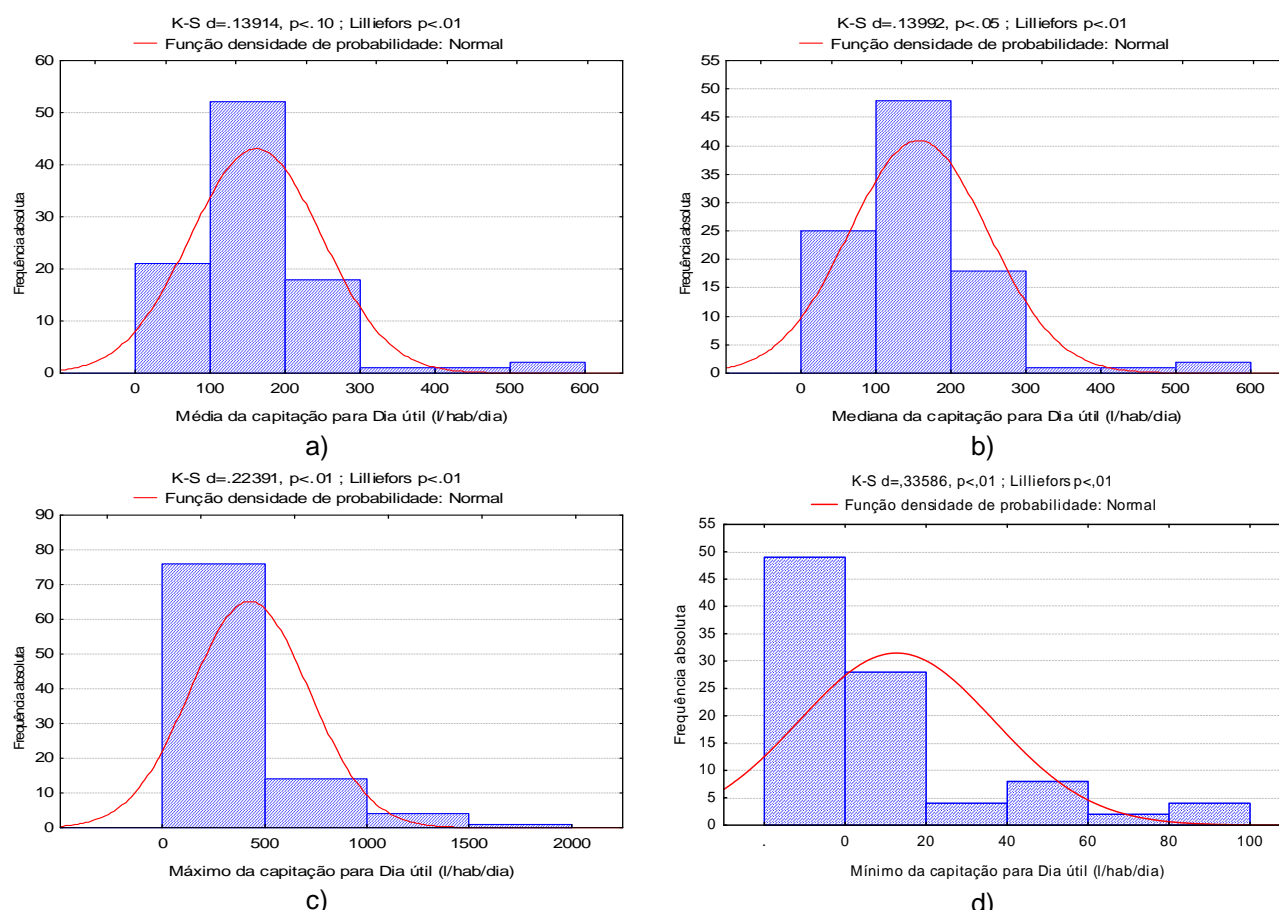 K-S d=.13914, p<.10 ; Lilliefors p<.01
Função densidade de probabilidade: Normal
60
50
40
30
20
10
0
Frequência absoluta
0 100 200 300 400 500 600
Média da capitação para Dia útil (l/hab/dia)
a)
K-S d=.13992, p<.05 ; Lilliefors p<.01
Função densidade de probabilidade: Normal
55
50
45
40
35
30
25
20
15
10
5
0
Frequência absoluta
0 100 200 300 400 500 600
Mediana da capitação para Dia útil (l/hab/dia)
b)
K-S d=.22391, p<.01 ; Lilliefors p<.01
Função densidade de probabilidade: Normal
90
80
70
60
50
40
30
20
10
0
Frequência absoluta
0 500 1000 1500 2000
Máximo da capitação para Dia útil (l/hab/dia)
c)
K-S d=,33586, p<,01 ; Lilliefors p<,01
Função densidade de probabilidade: Normal
55
50
45
40
35
30
25
20
15
10
5
0
Frequência absoluta
. 0 20 40 60 80 100
Mínimo da capitação para Dia útil (l/hab/dia)
d)